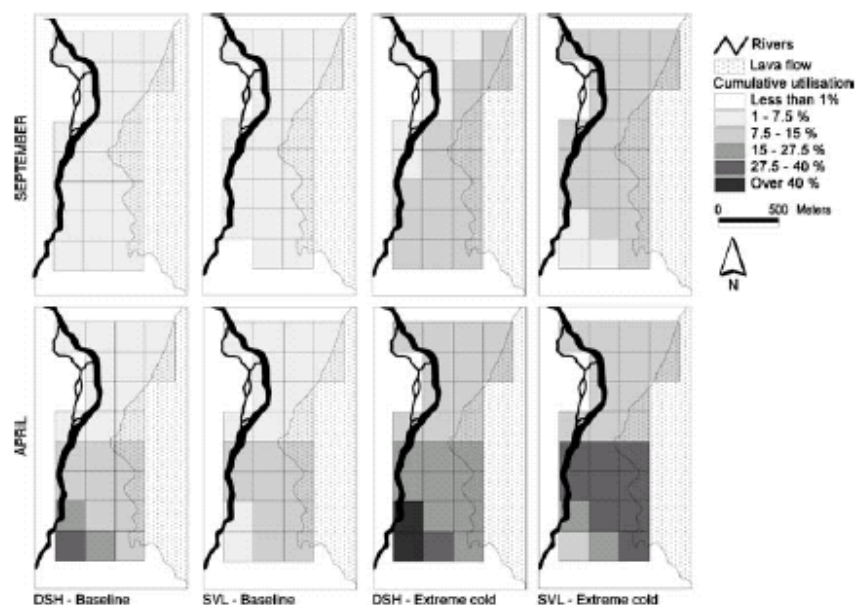 Rivers
Lava flow
Cumulative utilisation
Less than 1%
1 - 7.5 %
7.5 - 15 %
15 - 27.5 %
27.5 - 40 %
Over 40 %
0 500 Meters
N
SEPTEMBER
APRIL
DSH - Baseline SVL - Baseline DSH - Extreme cold SVL - Extreme cold